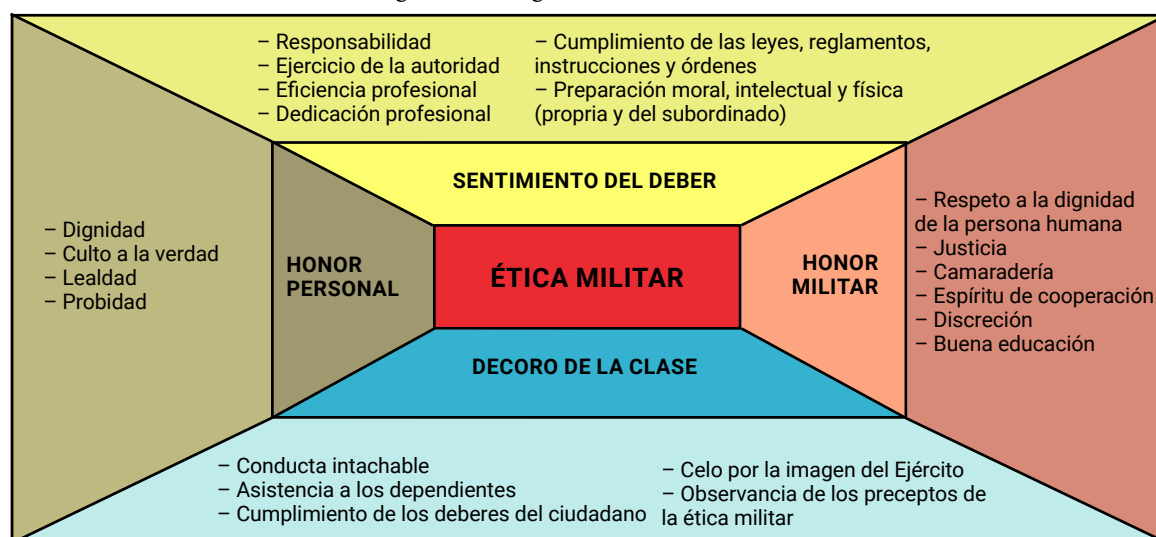 – Responsabilidad
– Ejercicio de la autoridad
– Eficiencia profesional
– Dedicación profesional
– Cumplimiento de las leyes, reglamentos,
instrucciones y órdenes
– Preparación moral, intelectual y física
(propria y del subordinado)
SENTIMIENTO DEL DEBER
– Dignidad
– Culto a la verdad
– Lealdad
– Probidad
HONOR
PERSONAL
ÉTICA MILITAR
HONOR
MILITAR
– Respeto a la dignidad
de la persona humana
– Justicia
– Camaradería
– Espíritu de cooperación
– Discreción
– Buena educación
DECORO DE LA CLASE
– Conducta intachable
– Asistencia a los dependientes
– Cumplimiento de los deberes del ciudadano
– Celo por la imagen del Ejército
– Observancia de los preceptos de
la ética militar